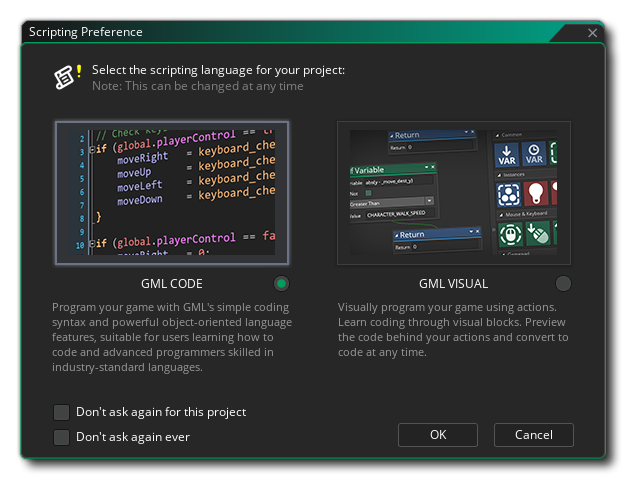 Scripting Preference
Select the scripting language for your project:
Note: This can be changed at any time
2 // Check Key
3 if (global.playerControl == tr
4 moveRight = keyboard_che
5 moveUp = keyboard_che
6 moveLeft = keyboard_che
7 moveDown = keyboard_che
8 }
9
10 if (global.playerControl == fa
moveRight = 0;
Return
Return 0
If Variable
Not
Greater Than
Value CHARACTER_WALK_SPEED
Return
Return 0
Common
VAR VAR
Instances
Mouse & Keyboard
GML CODE
GML VISUAL
Program your game with GML's simple coding
syntax and powerful object-oriented language
features, suitable for users learning how to
code and advanced programmers skilled in
industry-standard languages.
Visually program your game using actions.
Learn coding through visual blocks. Preview
the code behind your actions and convert to
code at any time.
Don't ask again for this project
Don't ask again ever
OK
Cancel